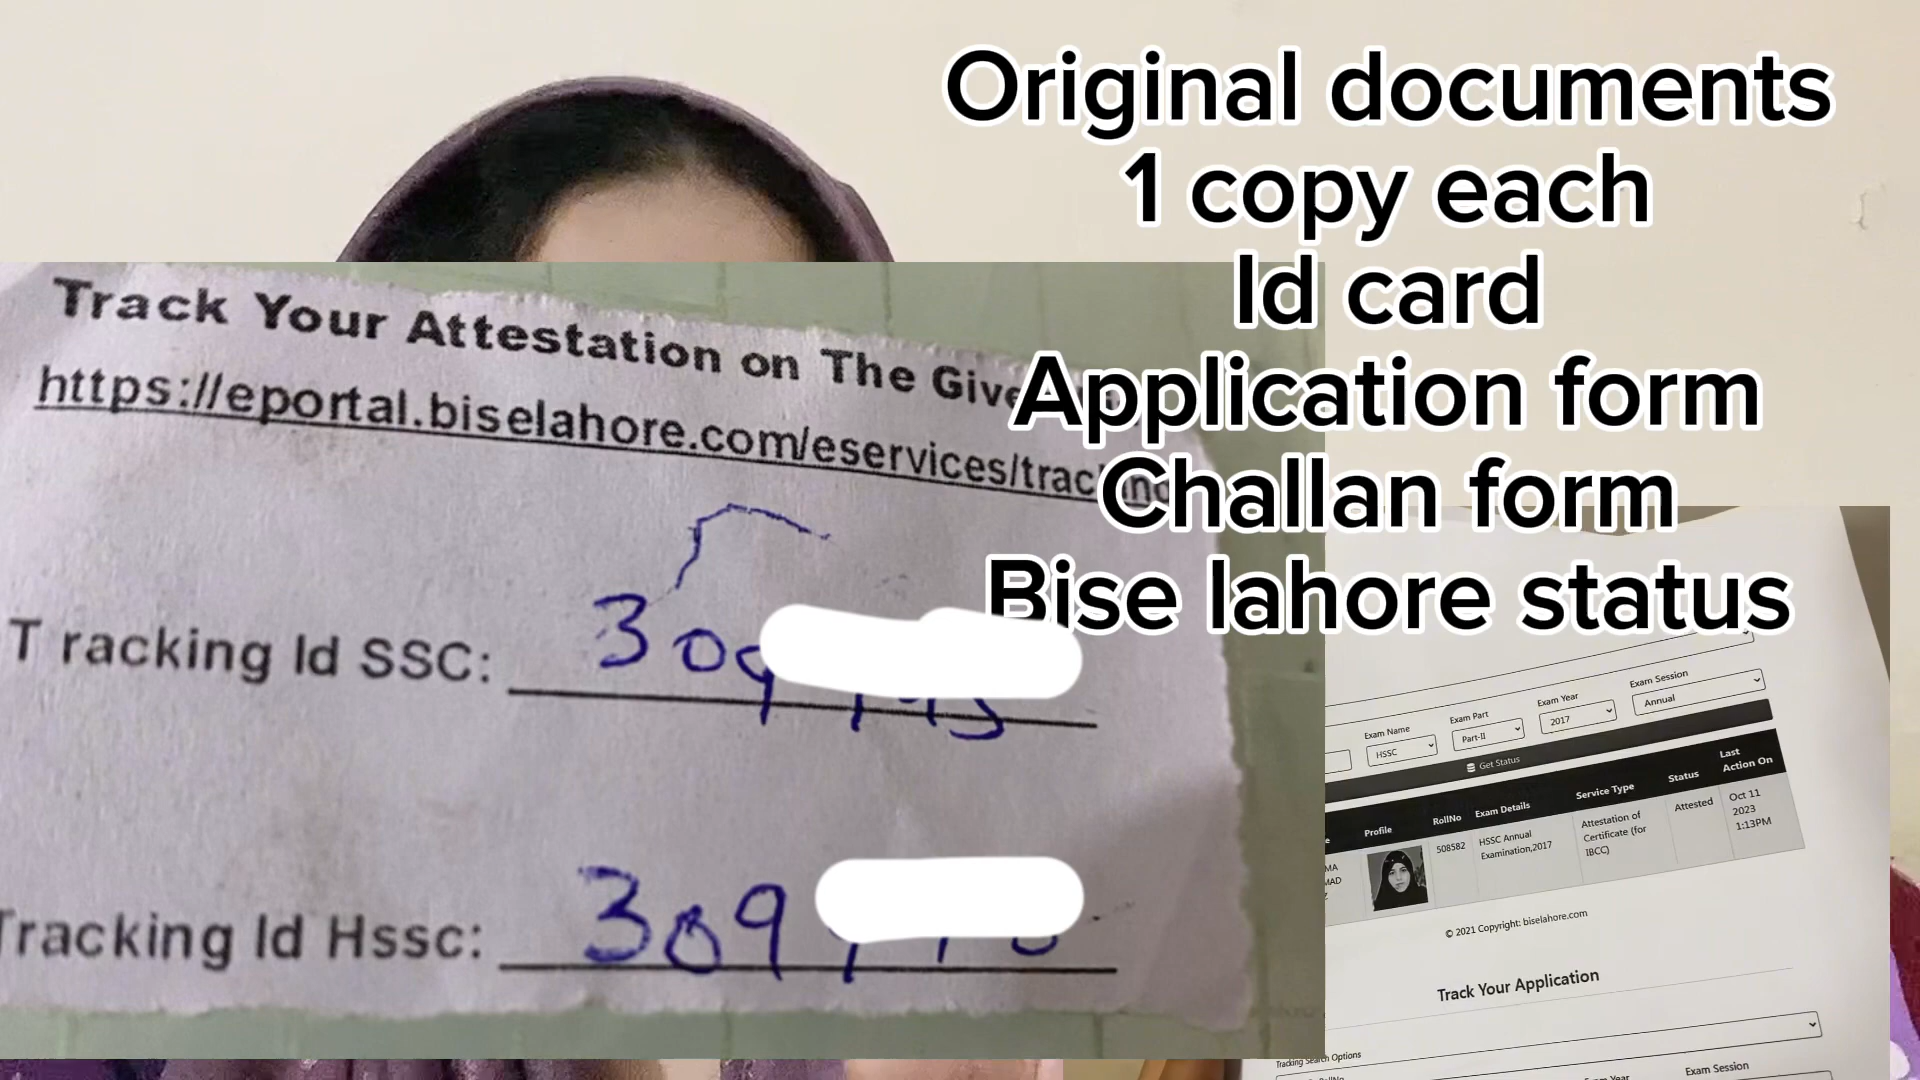 Original documents
1 copy each
Id card
Application form
Challan form
Bise lahore status
Track Your Attestation on The
https://eportal.biselahore.com/eservices/
Tracking Id SSC: 309
Tracking Id Hssc: 309
Exam Name
Exam Part
Exam Year
Exam Session
HSSC
Part-II
2017
Annual
Get Status
Profile
RollNo
Exam Details
Service Type
Status
Last
Action On
508582
HSSC Annual
Examination,2017
Attestation of
Certificate (for
IBCC)
Attested
Oct 11
2023
1:13PM
© 2021 Copyright: biselahore.com
Track Your Application
Tracking Search Options
Exam Session